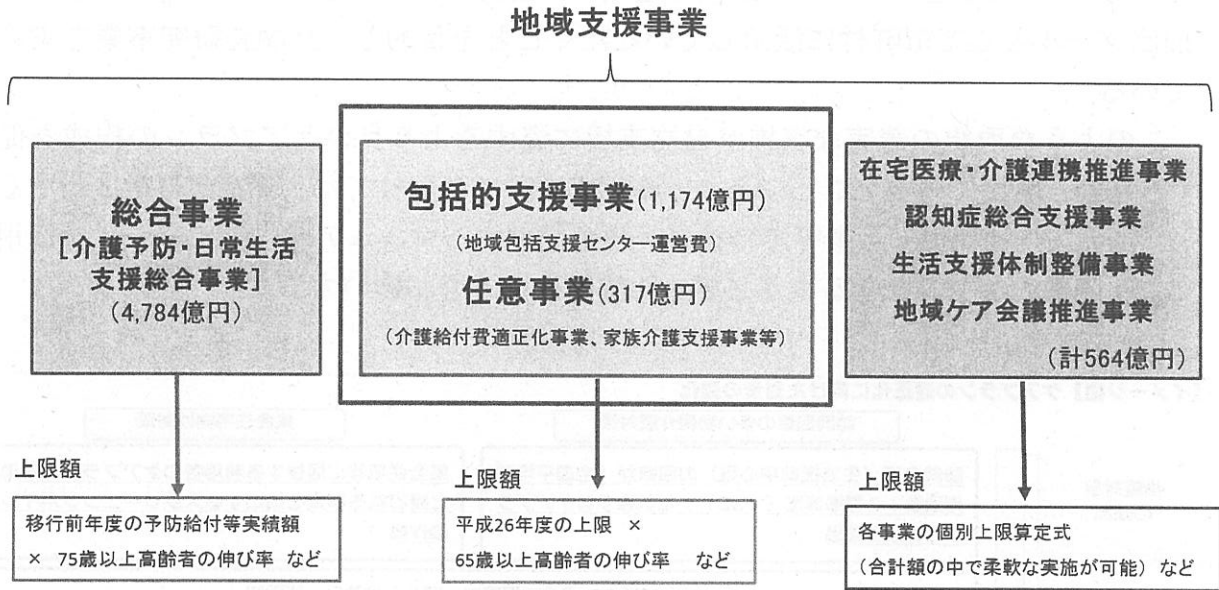 地域支援事業
総合事業
[介護予防・日常生活
支援総合事業]
(4,784億円)
包括的支援事業(1,174億円)
(地域包括支援センター運営費)
任意事業(317億円)
(介護給付費適正化事業、家族介護支援事業等)
在宅医療・介護連携推進事業
認知症総合支援事業
生活支援体制整備事業
地域ケア会議推進事業
(計564億円)
上限額
移行前年度の予防給付等実績額
× 75歳以上高齢者の伸び率 など
上限額
平成26年度の上限 ×
65歳以上高齢者の伸び率 など
上限額
各事業の個別上限算定式
(合計額の中で柔軟な実施が可能) など